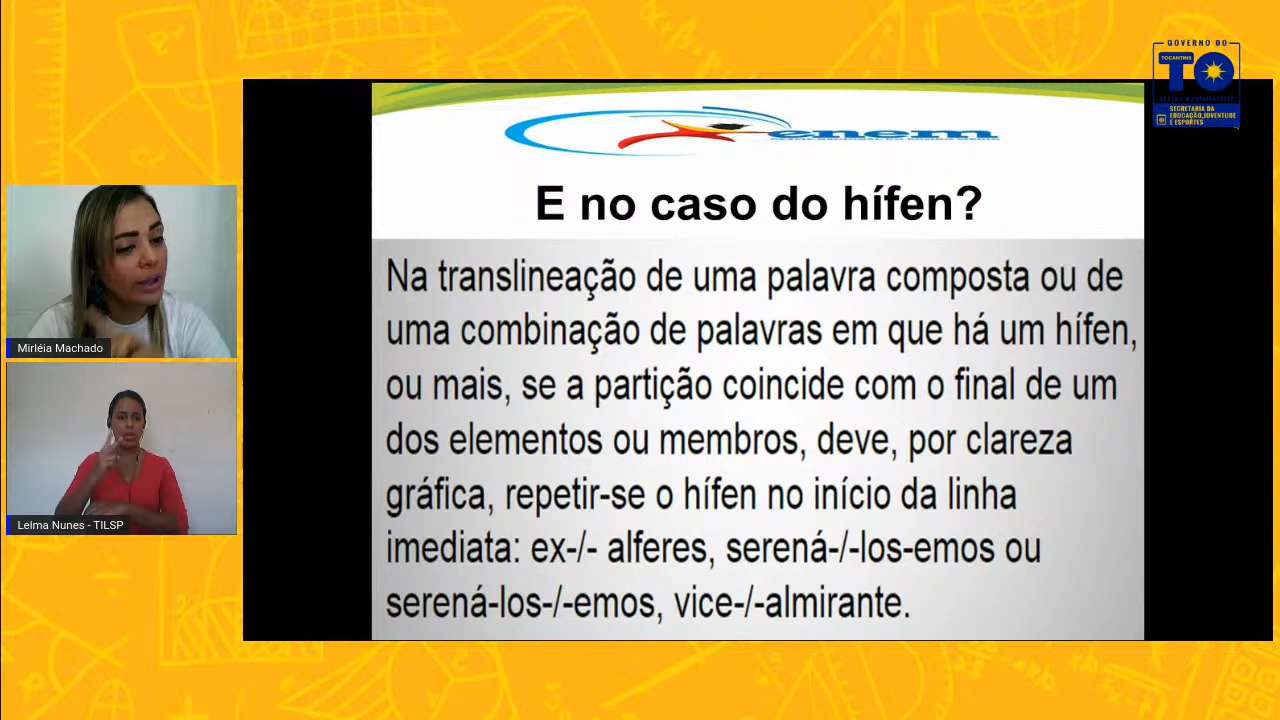 GOVERNO DO
TOCANTINS
TO
SECRETARIA DA
EDUCAÇÃO, JUVENTUDE
E ESPORTES
enem
E no caso do hífen?
Na translineação de uma palavra composta ou de
uma combinação de palavras em que há um hífen,
ou mais, se a partição coincide com o final de um
dos elementos ou membros, deve, por clareza
gráfica, repetir-se o hífen no início da linha
imediata: ex-/- alferes, serená-/-los-emos ou
serená-los-/-emos, vice-/-almirante.
Mirléia Machado
Lelma Nunes - TILSP